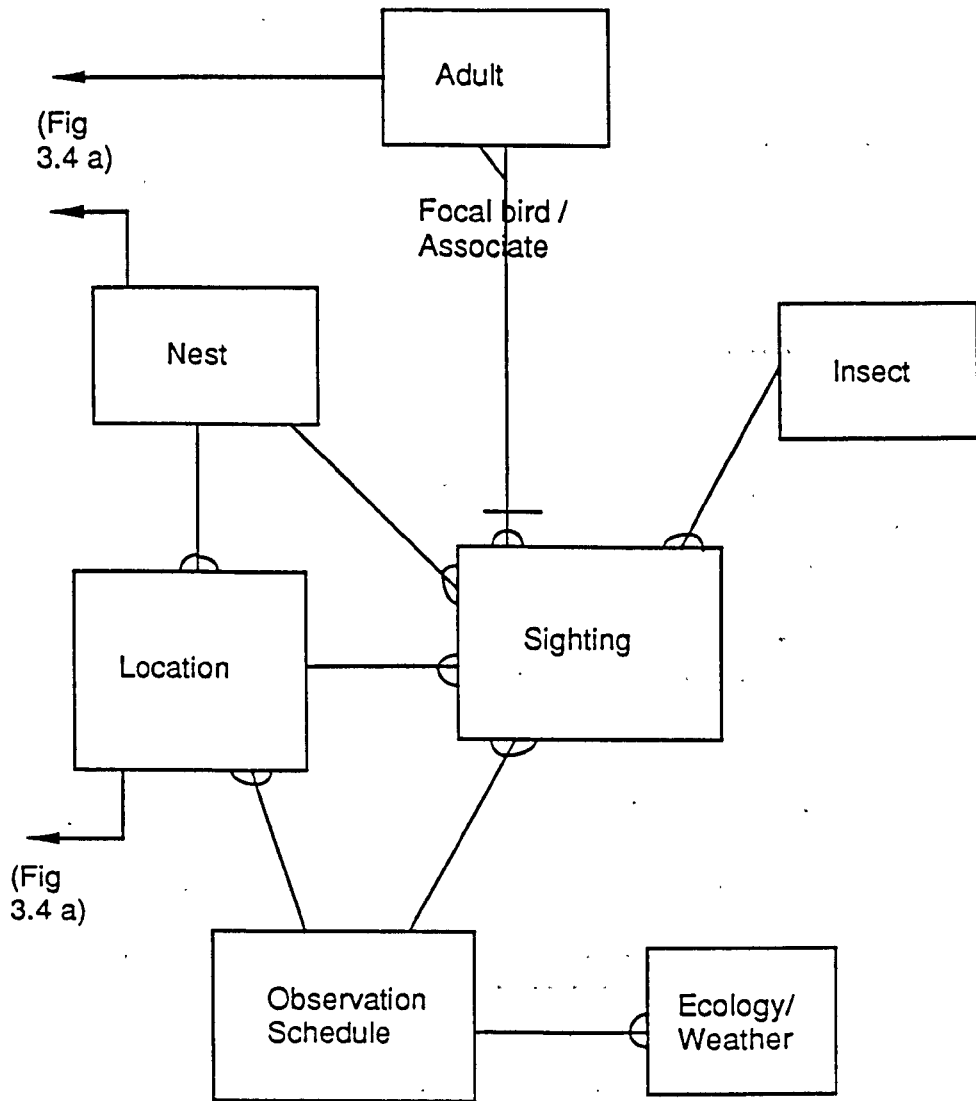 Adult
(Fig
3.4 a)
Focal bird /
Associate
Nest
Insect
Sighting
Location
(Fig
3.4 a)
Observation
Schedule
Ecology/
Weather